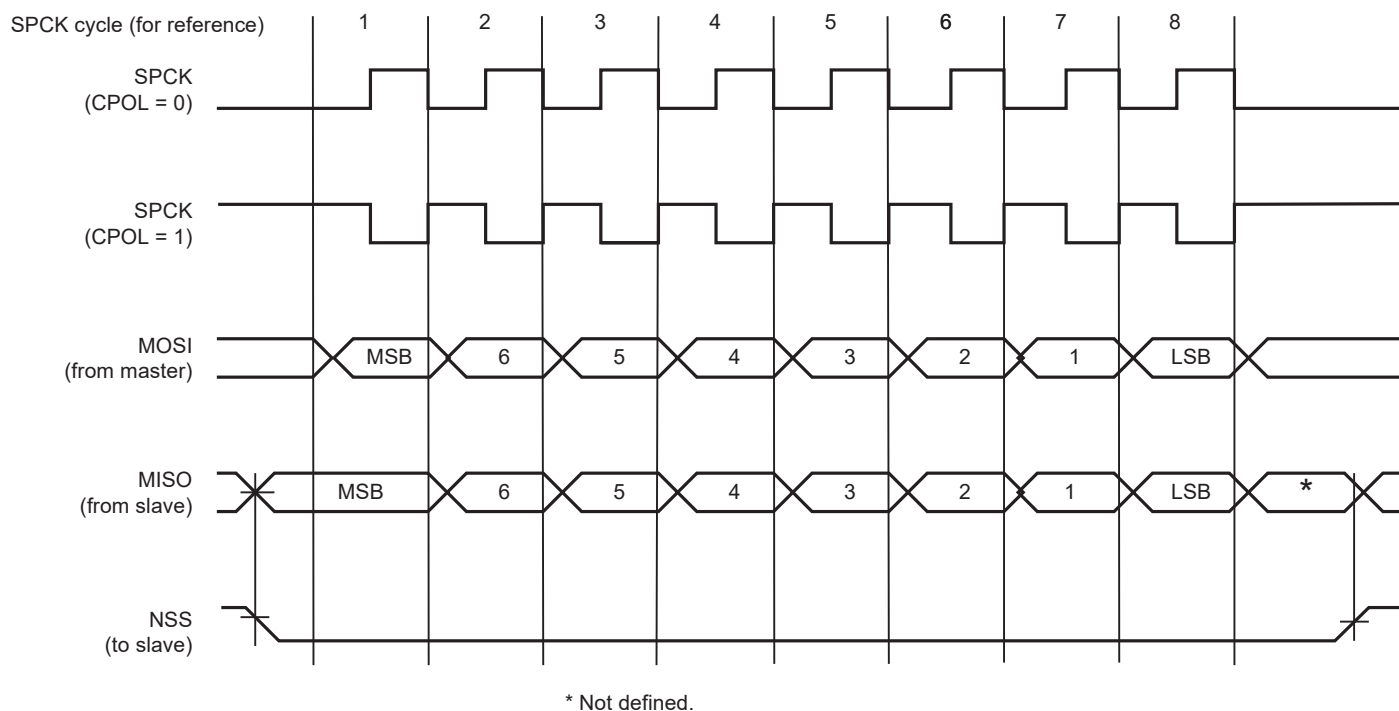 SPCK cycle (for reference) 1 2 3 4 5 6 7 8
SPCK
(CPOL = 0)
SPCK
(CPOL = 1)
MOSI
(from master)
MSB 6 5 4 3 2 1 LSB
MISO
(from slave)
MSB 6 5 4 3 2 1 LSB *
NSS
(to slave)
* Not defined.